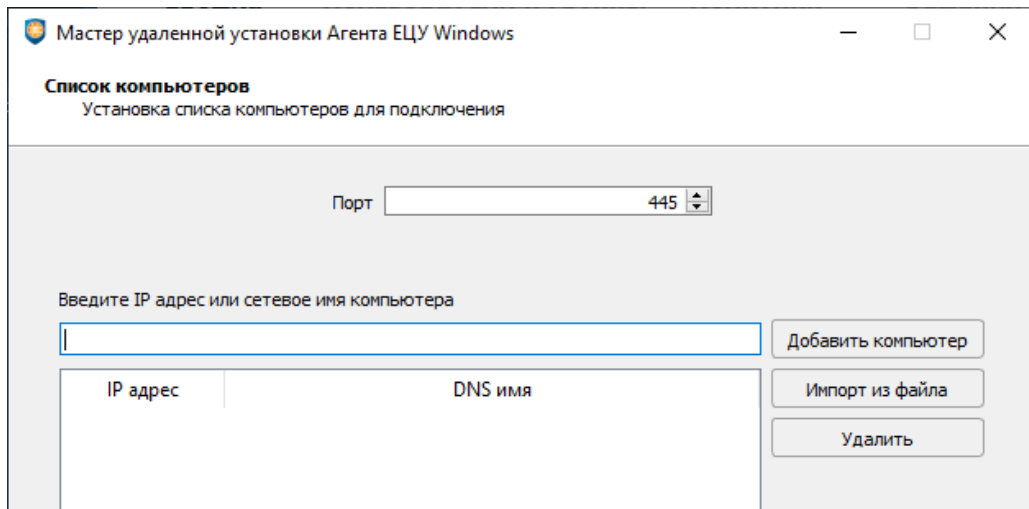 Мастер удаленной установки Агента ЕЦУ Windows
Список компьютеров
Установка списка компьютеров для подключения
Порт 445
Введите IP адрес или сетевое имя компьютера
Добавить компьютер
IP адрес DNS имя Импорт из файла
Удалить